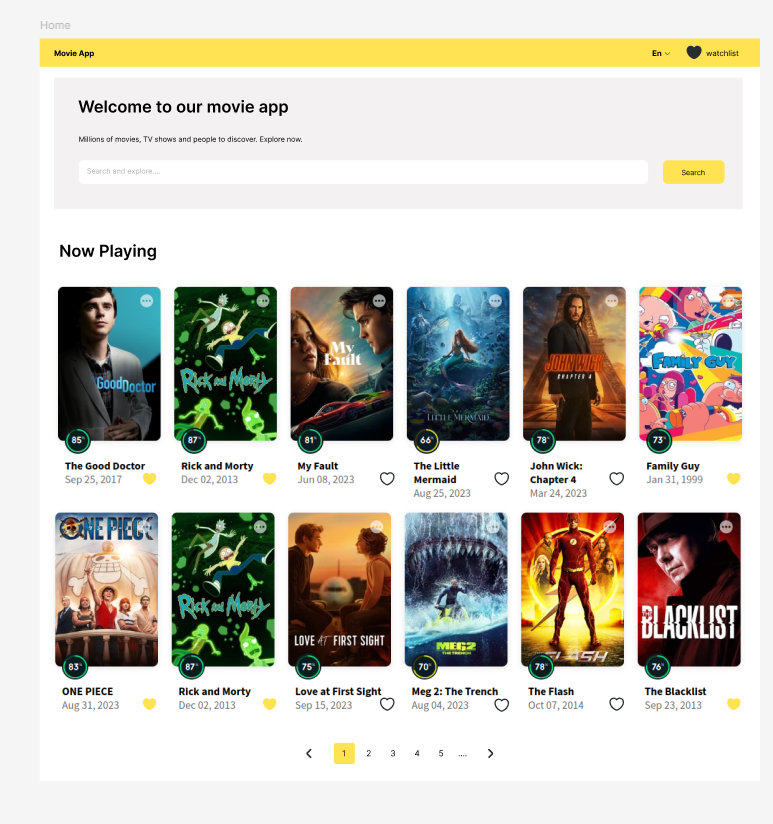 Home
Movie App
En
watchlist
Welcome to our movie app
Millions of movies, TV shows and people to discover. Explore now.
Search and explore....
Search
Now Playing
the GoodDoctor
Rick and Morty
My
Fault
THE LITTLE MERMAID
JOHN WICK
CHAPTER 4
FAMILY GUY
85%
87%
81%
66%
78%
73%
The Good Doctor
Rick and Morty
My Fault
The Little
Mermaid
John Wick:
Chapter 4
Family Guy
Sep 25, 2017
Dec 02, 2013
Jun 08, 2023
Aug 25, 2023
Mar 24, 2023
Jan 31, 1999
ONE PIECE
Rick and Morty
LOVE AT FIRST SIGHT
MEG2
THE TRENCH
FLASH
THE
BLACKLIST
83%
87%
75%
70%
78%
76%
ONE PIECE
Rick and Morty
Love at First Sight
Meg 2: The Trench
The Flash
The Blacklist
Aug 31, 2023
Dec 02, 2013
Sep 15, 2023
Aug 04, 2023
Oct 07, 2014
Sep 23, 2013
1 2 3 4 5 ....